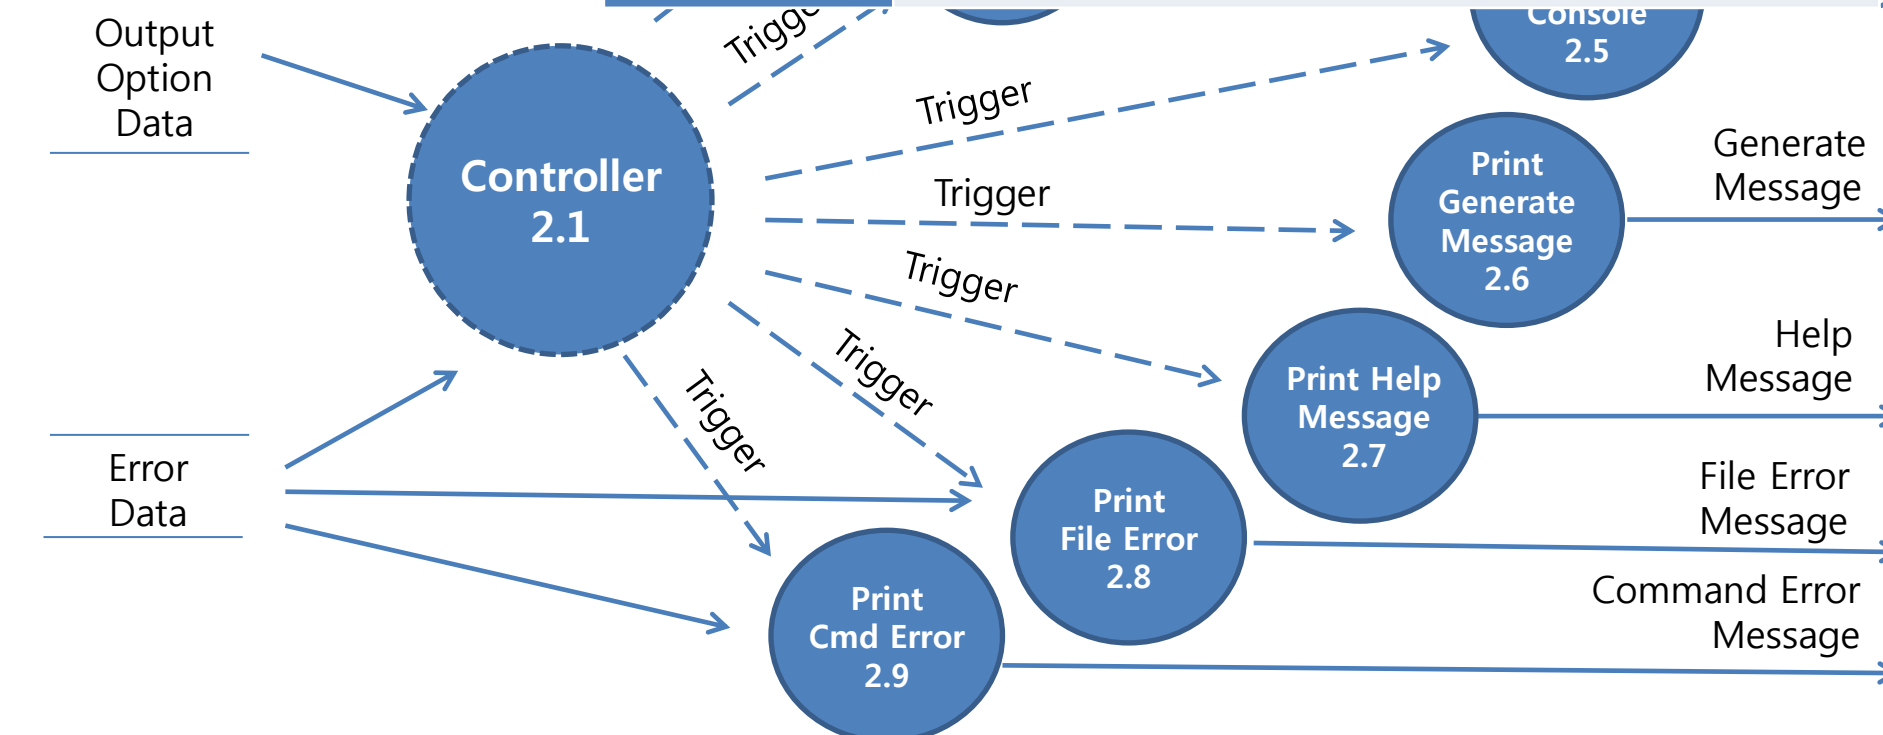 Output
Option
Data
Trigger
Console
2.5
Trigger
Controller
2.1
Print
Generate
Message
2.6
Generate
Message
Trigger
Trigger
Trigger
Trigger
Print Help
Message
2.7
Help
Message
Error
Data
Print
File Error
2.8
File Error
Message
Print
Cmd Error
2.9
Command Error
Message